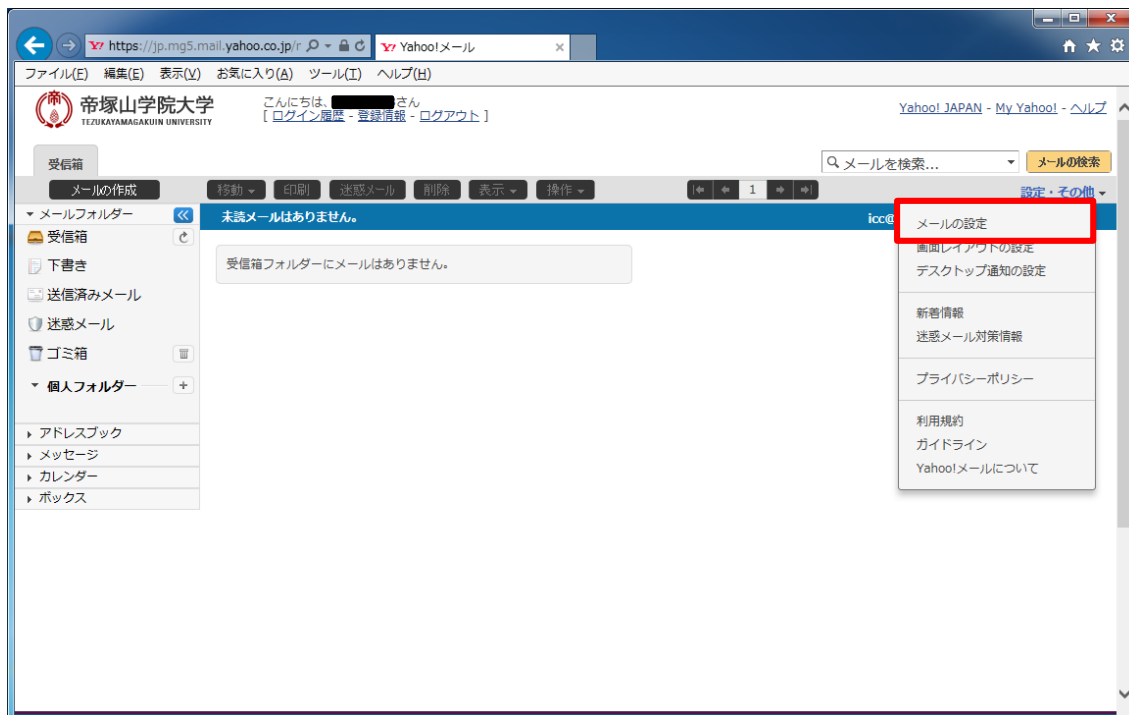 https://jp.mg5.mail.yahoo.co.jp/r
Y! Yahoo!メール
ファイル(F) 編集(E) 表示(V) お気に入り(A) ツール(T) ヘルプ(H)
帝塚山学院大学
TEZUKAYAMAGAKUIN UNIVERSITY
こんにちは、 さん
[ ログイン履歴 - 登録情報 - ログアウト ]
Yahoo! JAPAN - My Yahoo! - ヘルプ
受信箱
メールを検索...
メールの検索
メールの作成 移動 印刷 迷惑メール 削除 表示 操作 1 設定・その他
メールフォルダー
未読メールはありません。 icc@
受信箱
下書き
送信済みメール
迷惑メール
ゴミ箱
個人フォルダー
アドレスブック
メッセージ
カレンダー
ボックス
受信箱フォルダーにメールはありません。
メールの設定
画面レイアウトの設定
デスクトップ通知の設定
新着情報
迷惑メール対策情報
プライバシーポリシー
利用規約
ガイドライン
Yahoo!メールについて